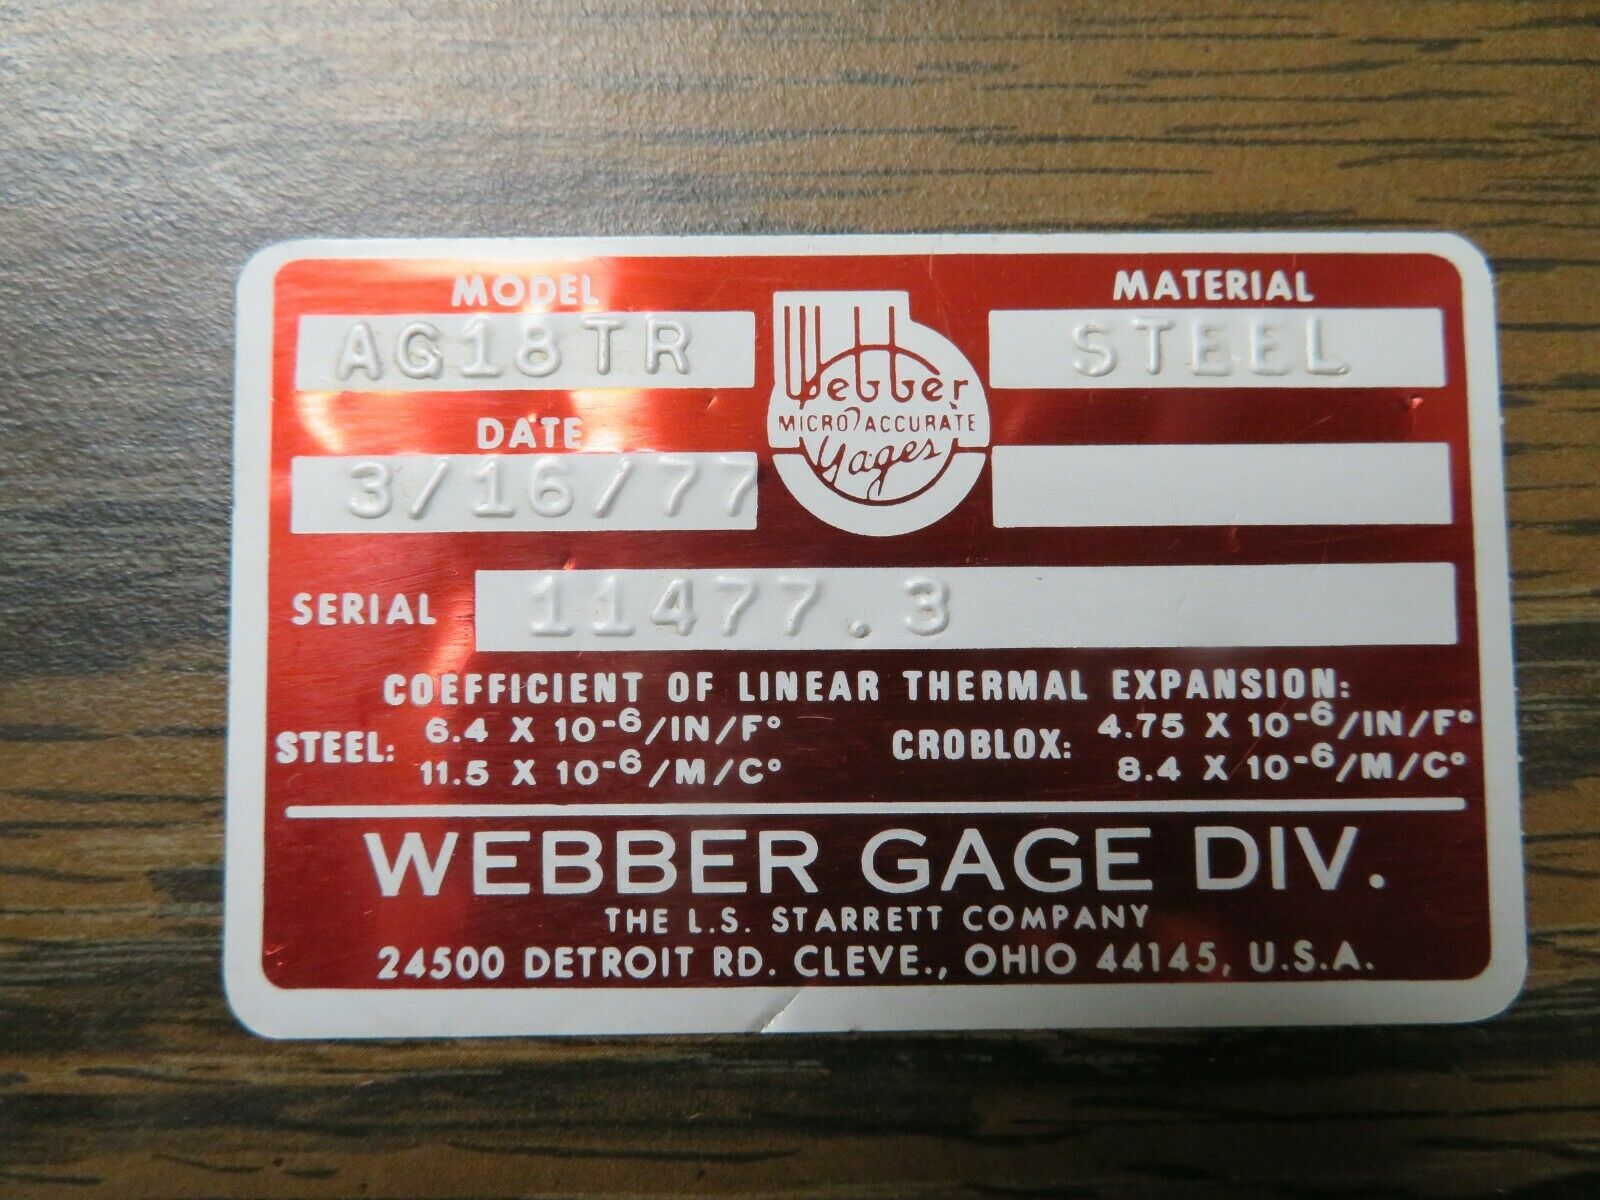 MODEL
AG18TR
DATE
3/16/77
Webber
MICRO ACCURATE
Gages
MATERIAL
STEEL
SERIAL 11477.3
COEFFICIENT OF LINEAR THERMAL EXPANSION:
STEEL: 6.4 X 10-6/IN/F°
11.5 X 10-6/M/C°
CROBLOX: 4.75 X 10-6/IN/F°
8.4 X 10-6/M/C°
WEBBER GAGE DIV.
THE L.S. STARRETT COMPANY
24500 DETROIT RD. CLEVE., OHIO 44145, U.S.A.